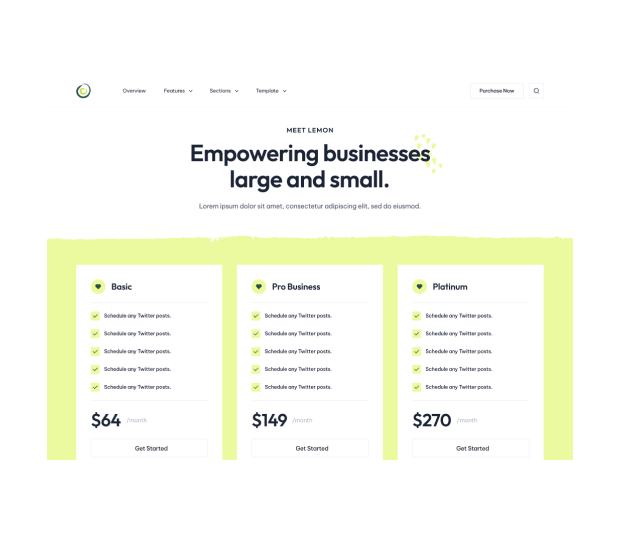 Overview Features Sections Template Purchase Now
MEET LEMON
Empowering businesses
large and small.
Lorem ipsum dolor sit amet, consectetur adipiscing elit, sed do eiusmod.
Basic
Schedule any Twitter posts.
Schedule any Twitter posts.
Schedule any Twitter posts.
Schedule any Twitter posts.
Schedule any Twitter posts.
$64 /month
Get Started
Pro Business
Schedule any Twitter posts.
Schedule any Twitter posts.
Schedule any Twitter posts.
Schedule any Twitter posts.
Schedule any Twitter posts.
$149 /month
Get Started
Platinum
Schedule any Twitter posts.
Schedule any Twitter posts.
Schedule any Twitter posts.
Schedule any Twitter posts.
Schedule any Twitter posts.
$270 /month
Get Started